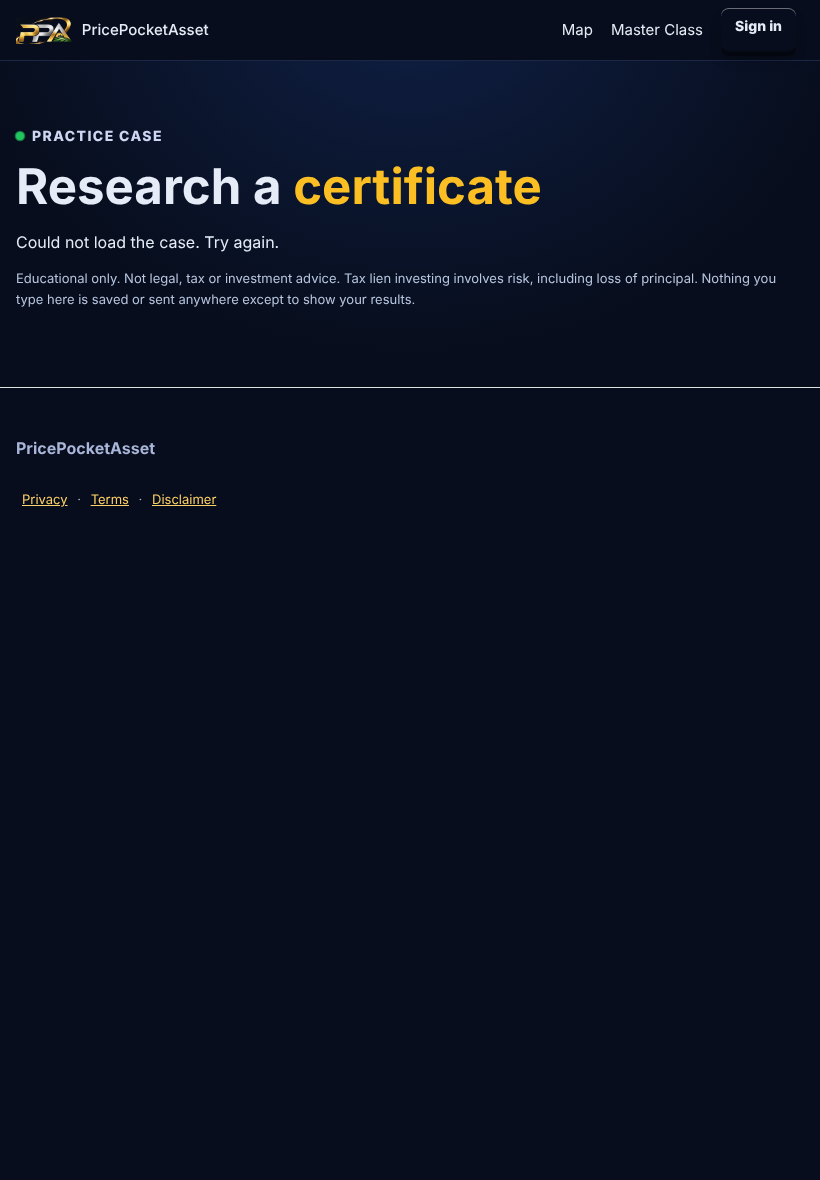 PPA PricePocketAsset Map Master Class Sign in
PRACTICE CASE
Research a certificate
Could not load the case. Try again.
Educational only. Not legal, tax or investment advice. Tax lien investing involves risk, including loss of principal. Nothing you
type here is saved or sent anywhere except to show your results.
PricePocketAsset
Privacy · Terms · Disclaimer